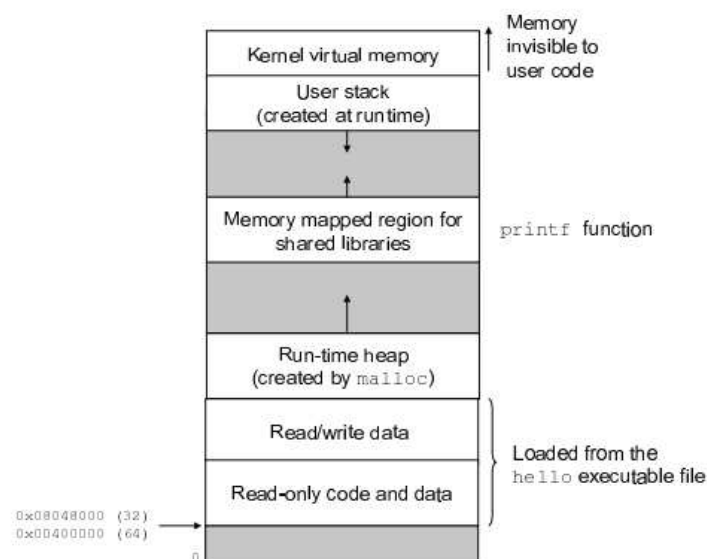 Memory
invisible to
user code
Kernel virtual memory
User stack
(created at runtime)
Memory mapped region for
shared libraries
printf function
Run-time heap
(created by malloc)
Read/write data
Loaded from the
hello executable file
Read-only code and data
0x08048000 (32)
0x00400000 (64)
0